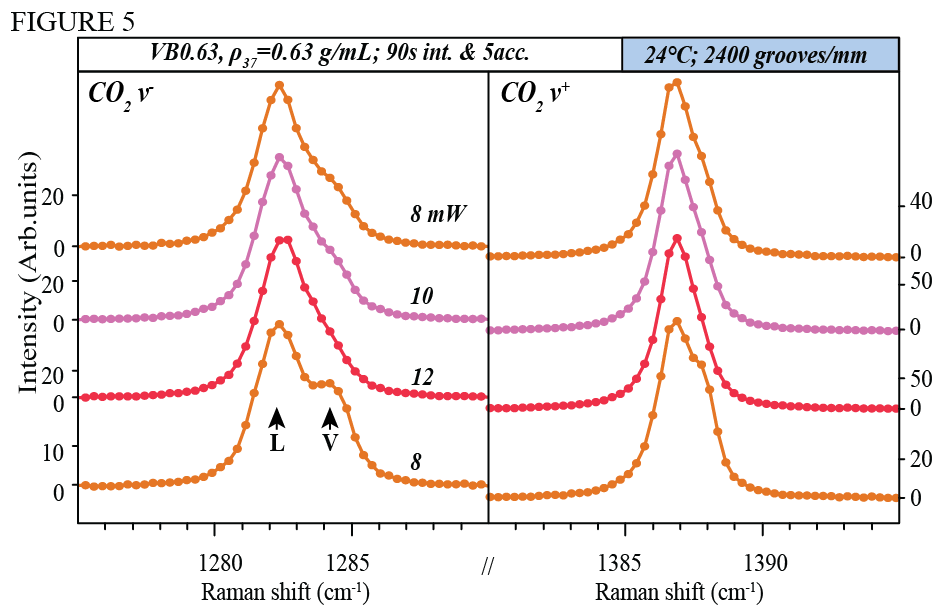 FIGURE 5
VB0.63, ρ37=0.63 g/mL; 90s int. & 5acc.
24°C; 2400 grooves/mm
CO2 ν-
CO2 ν+
Intensity (Arb.units)
20
0
20
0
20
0
10
0
8 mW
10
12
8
L
V
40
0
50
0
50
0
20
0
1280
1285
//
1385
1390
Raman shift (cm-1)
Raman shift (cm-1)